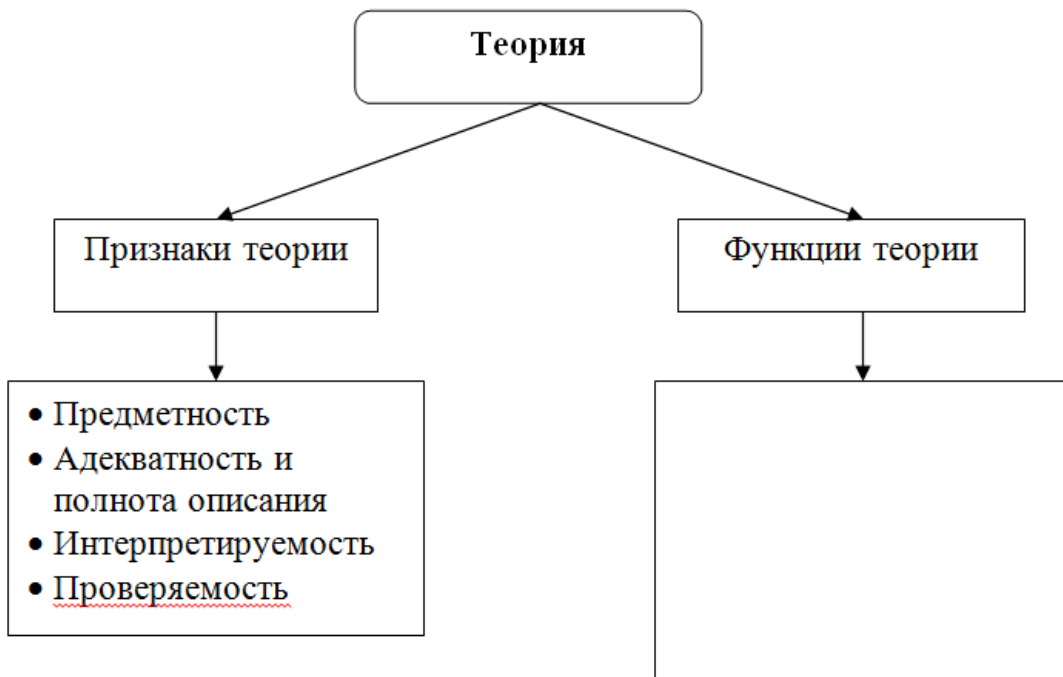 Теория
Признаки теории
Функции теории
• Предметность
• Адекватность и
полнота описания
• Интерпретируемость
• Проверяемость